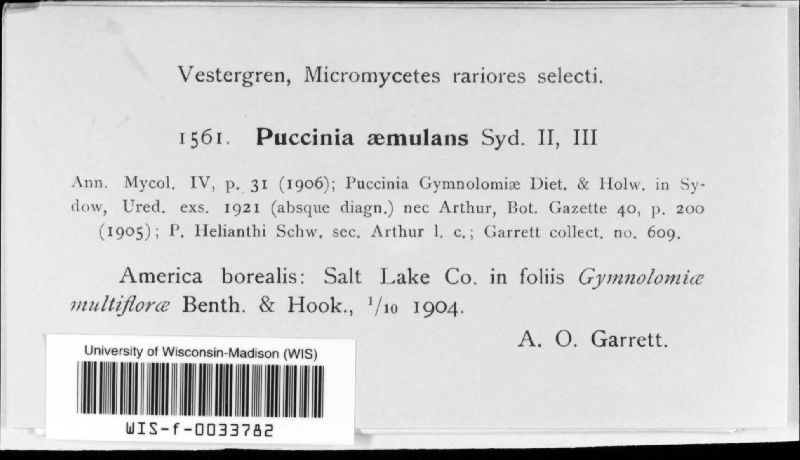 Vestergren, Micromycetes rariores selecti.
1561. Puccinia æmulans Syd. II, III
Ann. Mycol. IV, p. 31 (1906); Puccinia Gymnolomiæ Diet. & Holw. in Sy-
dow, Ured. exs. 1921 (absque diagn.) nec Arthur, Bot. Gazette 40, p. 200
(1905); P. Helianthi Schw. sec. Arthur l. c.; Garrett collect. no. 609.
America borealis: Salt Lake Co. in foliis Gymnolomiæ
multifloræ Benth. & Hook., 1/10 1904.
A. O. Garrett.
University of Wisconsin-Madison (WIS)
WIS-f-0033782